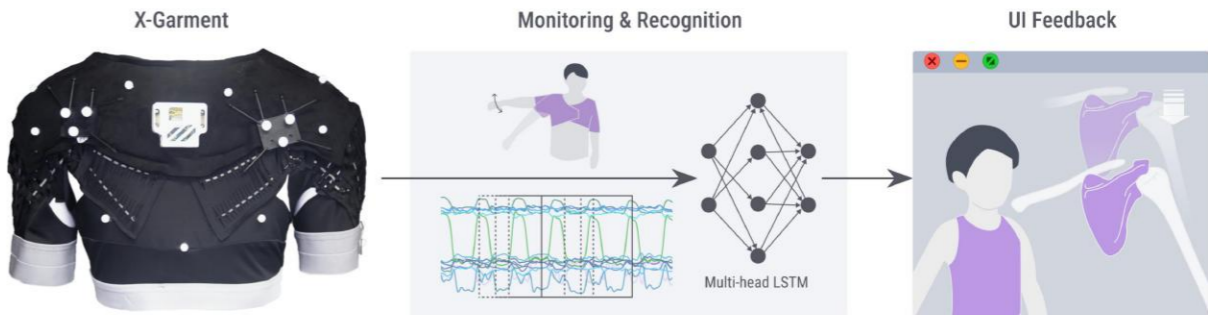 X-Garment
Monitoring & Recognition
UI Feedback
Multi-head LSTM